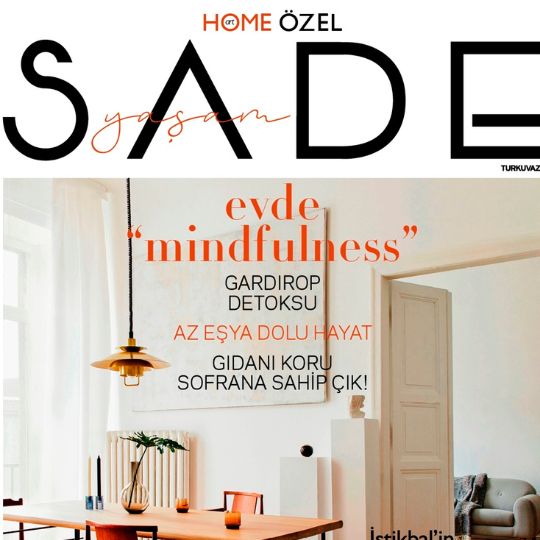 HOME art ÖZEL
SADE
yaşam
TURKUVAZ
evde
“mindfulness”
GARDIROP
DETOKSU
AZ EŞYA DOLU HAYAT
GIDANI KORU
SOFRANA SAHİP ÇIK!
İstikbal’in